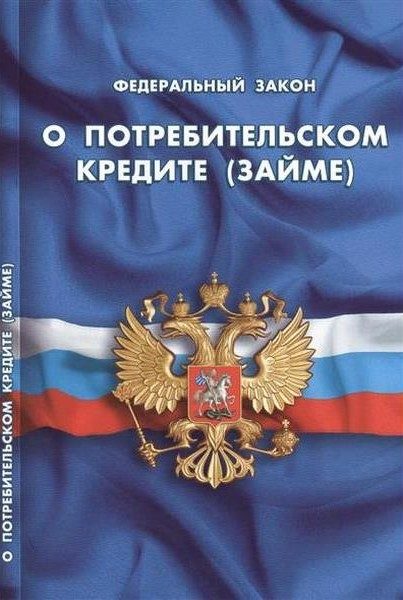 ФЕДЕРАЛЬНЫЙ ЗАКОН
О ПОТРЕБИТЕЛЬСКОМ
КРЕДИТЕ (ЗАЙМЕ)
О ПОТРЕБИТЕЛЬСКОМ КРЕДИТЕ (ЗАЙМЕ)